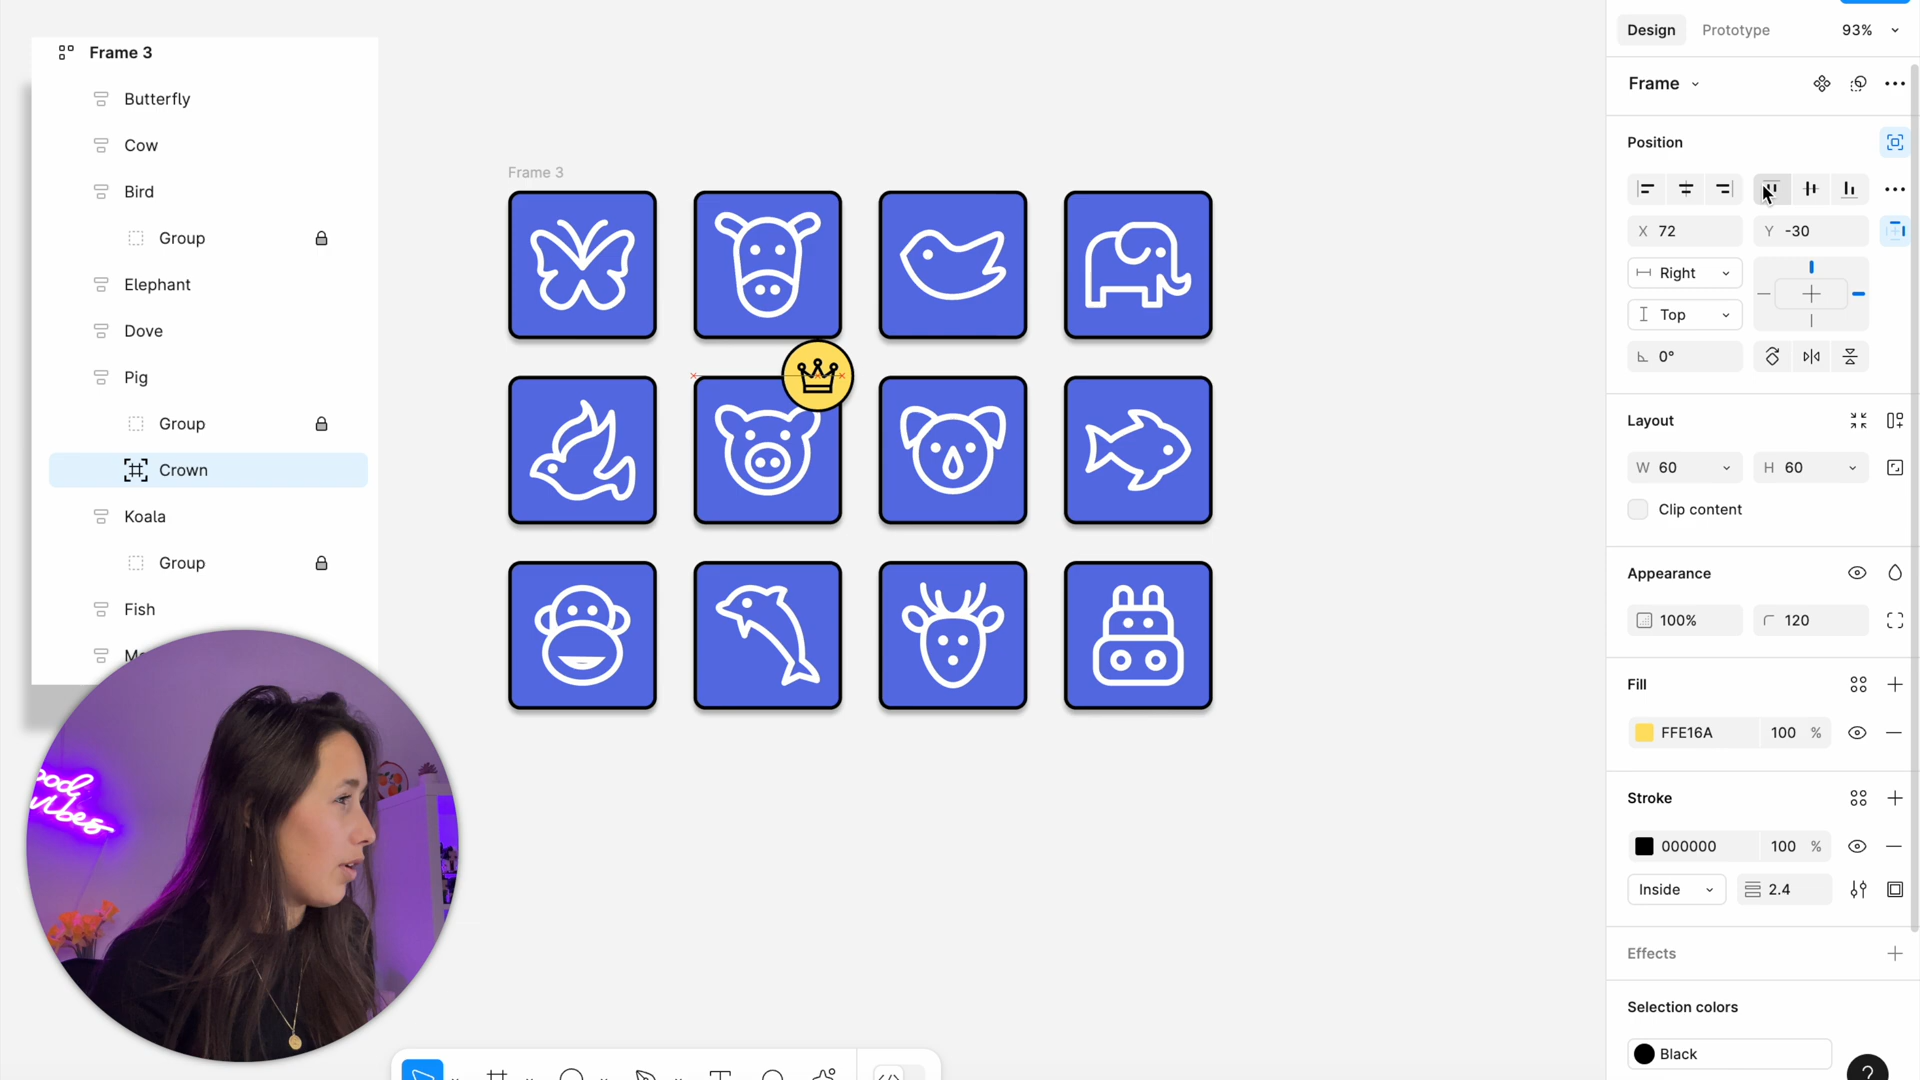 Frame 3
Butterfly
Cow
Bird
Group
Elephant
Dove
Pig
Group
Crown
Koala
Group
Fish
Frame 3
good
vibes
Design Prototype 93%
Frame
Position
X 72 Y -30
Right
Top
0°
Layout
W 60 H 60
Clip content
Appearance
100% 120
Fill
FFE16A 100 %
Stroke
000000 100 %
Inside 2.4
Effects
Selection colors
Black
?